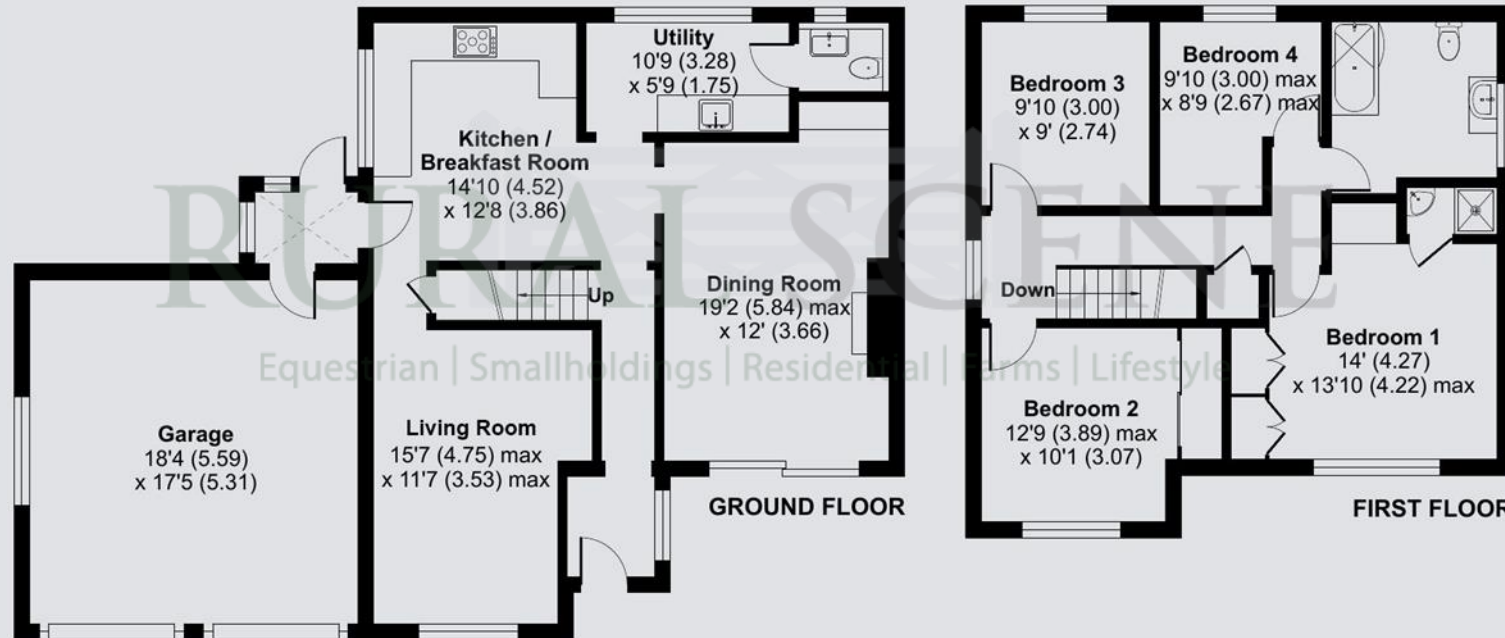 Utility
10'9 (3.28)
x 5'9 (1.75)
Kitchen /
Breakfast Room
14'10 (4.52)
x 12'8 (3.86)
Up
Dining Room
19'2 (5.84) max
x 12' (3.66)
Garage
18'4 (5.59)
x 17'5 (5.31)
Living Room
15'7 (4.75) max
x 11'7 (3.53) max
GROUND FLOOR
Bedroom 3
9'10 (3.00)
x 9' (2.74)
Bedroom 4
9'10 (3.00) max
x 8'9 (2.67) max
Down
Bedroom 1
14' (4.27)
x 13'10 (4.22) max
Bedroom 2
12'9 (3.89) max
x 10'1 (3.07)
FIRST FLOOR
RURAL SCENE
Equestrian | Smallholdings | Residential | Farms | Lifestyle